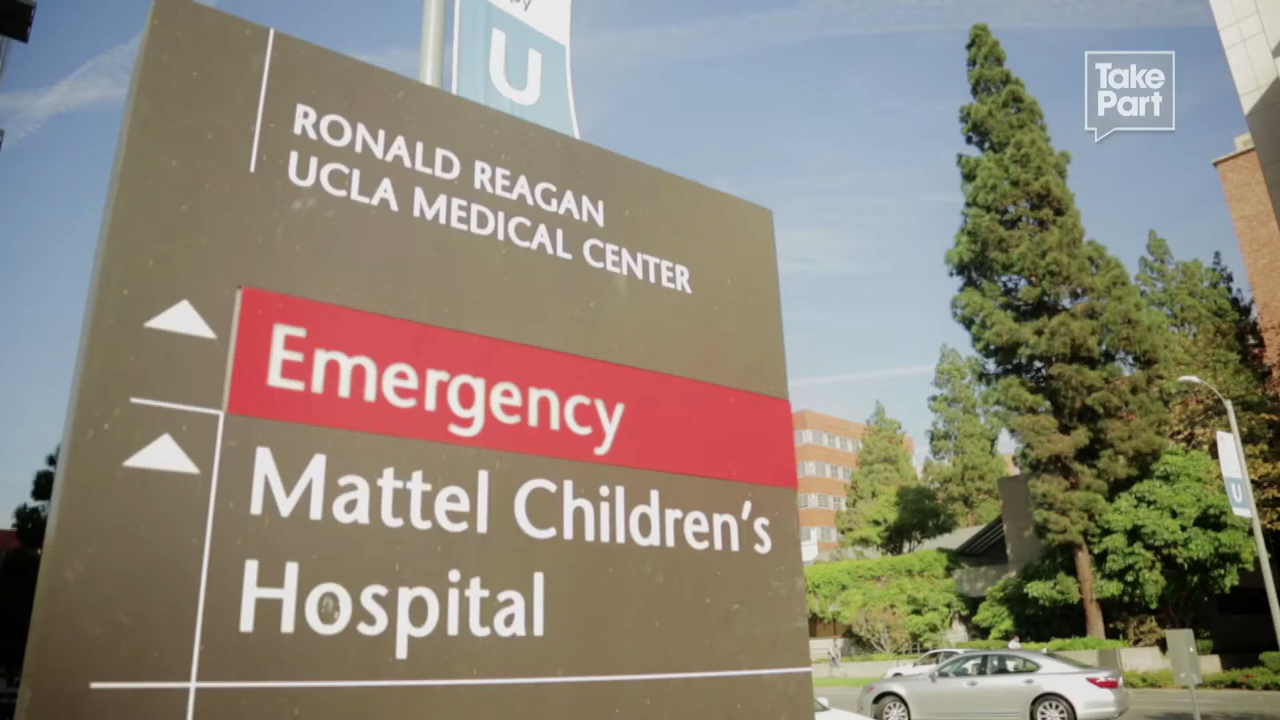 U
Take
Part
RONALD REAGAN
UCLA MEDICAL CENTER
Emergency
Mattel Children's
Hospital
U